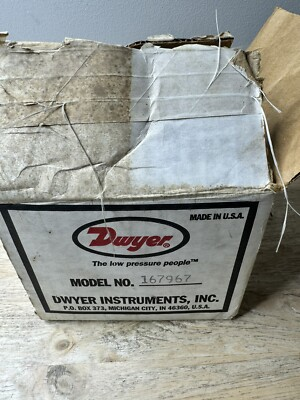 MADE IN U.S.A.
Dwyer®
The low pressure people™
MODEL NO. 167967
DWYER INSTRUMENTS, INC.
P.O. BOX 373, MICHIGAN CITY, IN 46360, U.S.A.